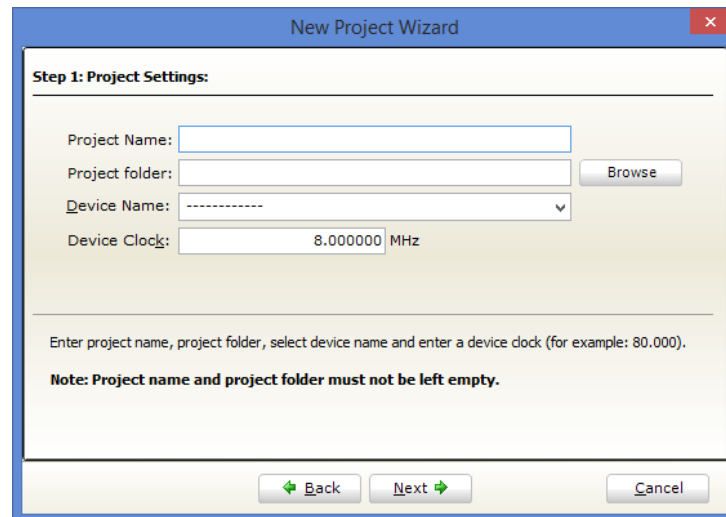 New Project Wizard
Step 1: Project Settings:
Project Name:
Project folder:
Browse
Device Name: ------------
Device Clock: 8.000000 MHz
Enter project name, project folder, select device name and enter a device clock (for example: 80.000).
Note: Project name and project folder must not be left empty.
Back Next Cancel